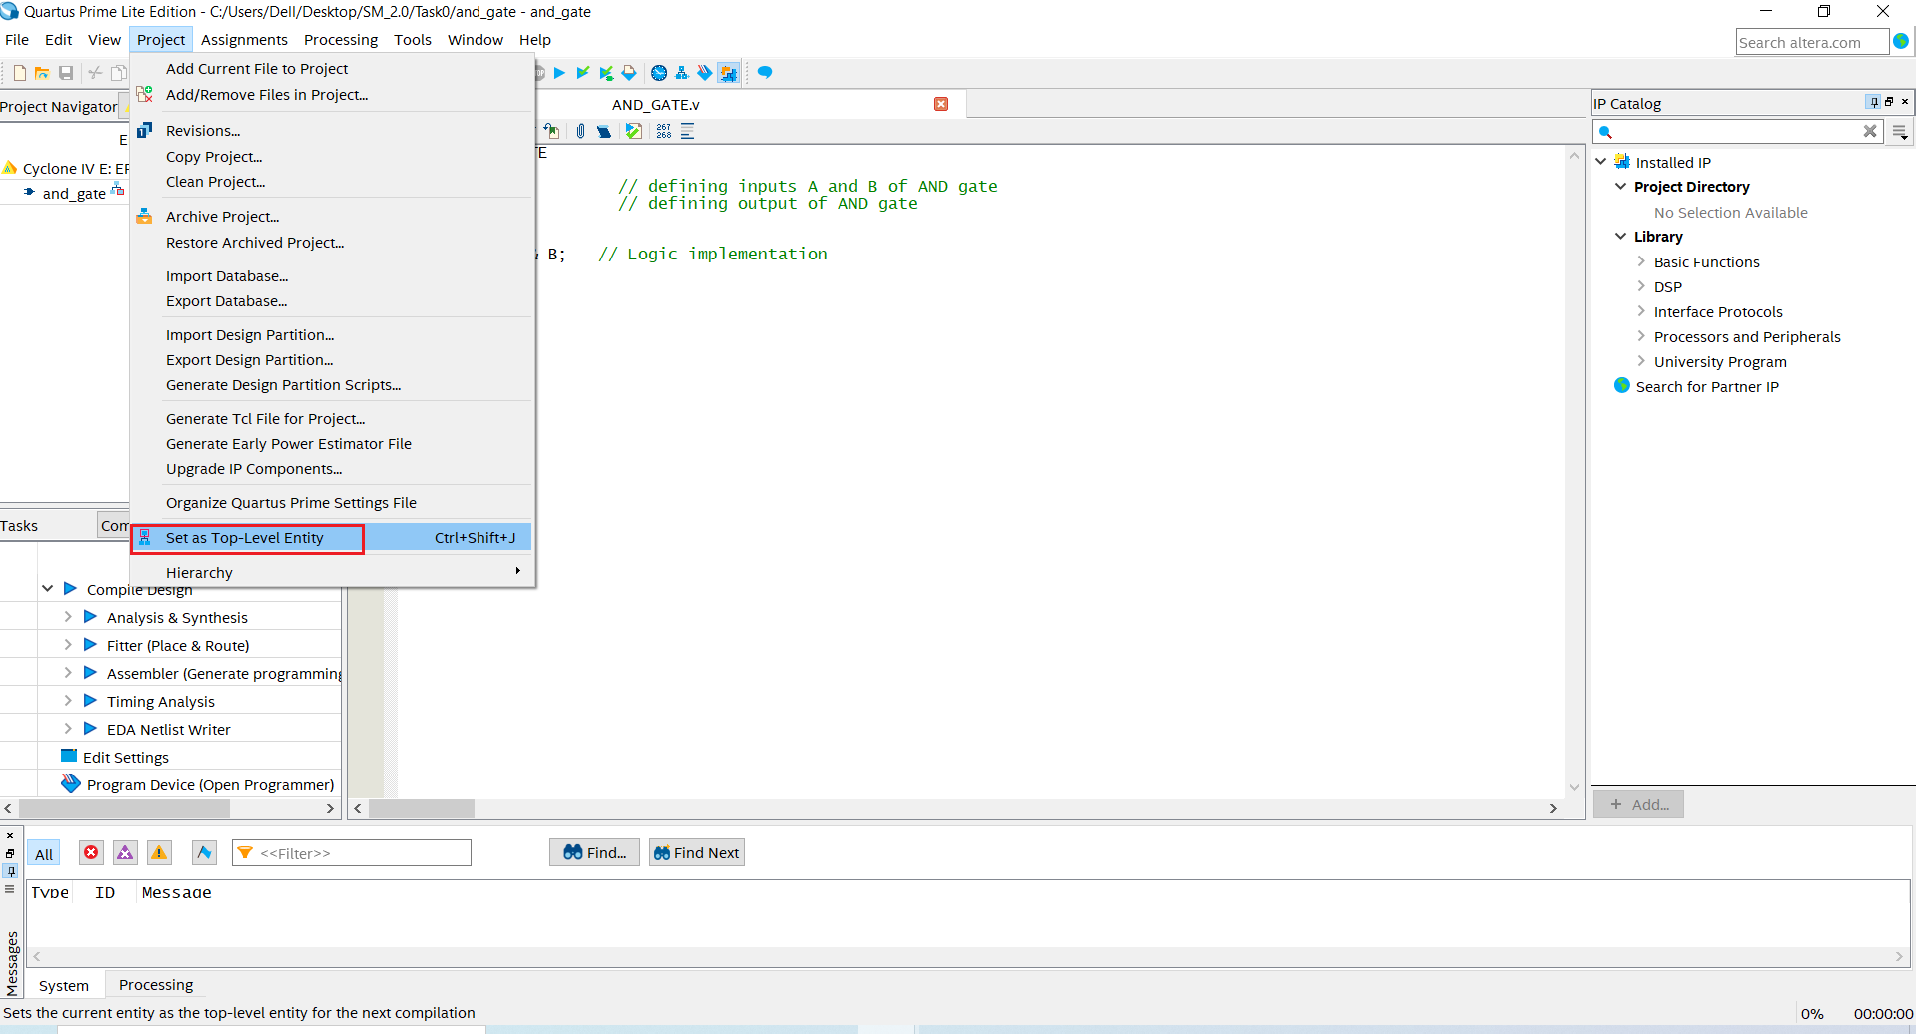 Quartus Prime Lite Edition - C:/Users/Dell/Desktop/SM_2.0/Task0/and_gate - and_gate
File Edit View Project Assignments Processing Tools Window Help
Search altera.com
Add Current File to Project
Add/Remove Files in Project...
Revisions...
Copy Project...
Clean Project...
Archive Project...
Restore Archived Project...
Import Database...
Export Database...
Import Design Partition...
Export Design Partition...
Generate Design Partition Scripts...
Generate Tcl File for Project...
Generate Early Power Estimator File
Upgrade IP Components...
Organize Quartus Prime Settings File
Set as Top-Level Entity Ctrl+Shift+J
Hierarchy
Project Navigator
E
Cyclone IV E: EP
and_gate
AND_GATE.v
267
268
TE
// defining inputs A and B of AND gate
// defining output of AND gate
& B; // Logic implementation
IP Catalog
Installed IP
Project Directory
No Selection Available
Library
Basic Functions
DSP
Interface Protocols
Processors and Peripherals
University Program
Search for Partner IP
+ Add...
Tasks Com
Compile Design
Analysis & Synthesis
Fitter (Place & Route)
Assembler (Generate programming
Timing Analysis
EDA Netlist Writer
Edit Settings
Program Device (Open Programmer)
All <<Filter>> Find... Find Next
Type ID Message
Messages
System Processing
Sets the current entity as the top-level entity for the next compilation
0% 00:00:00